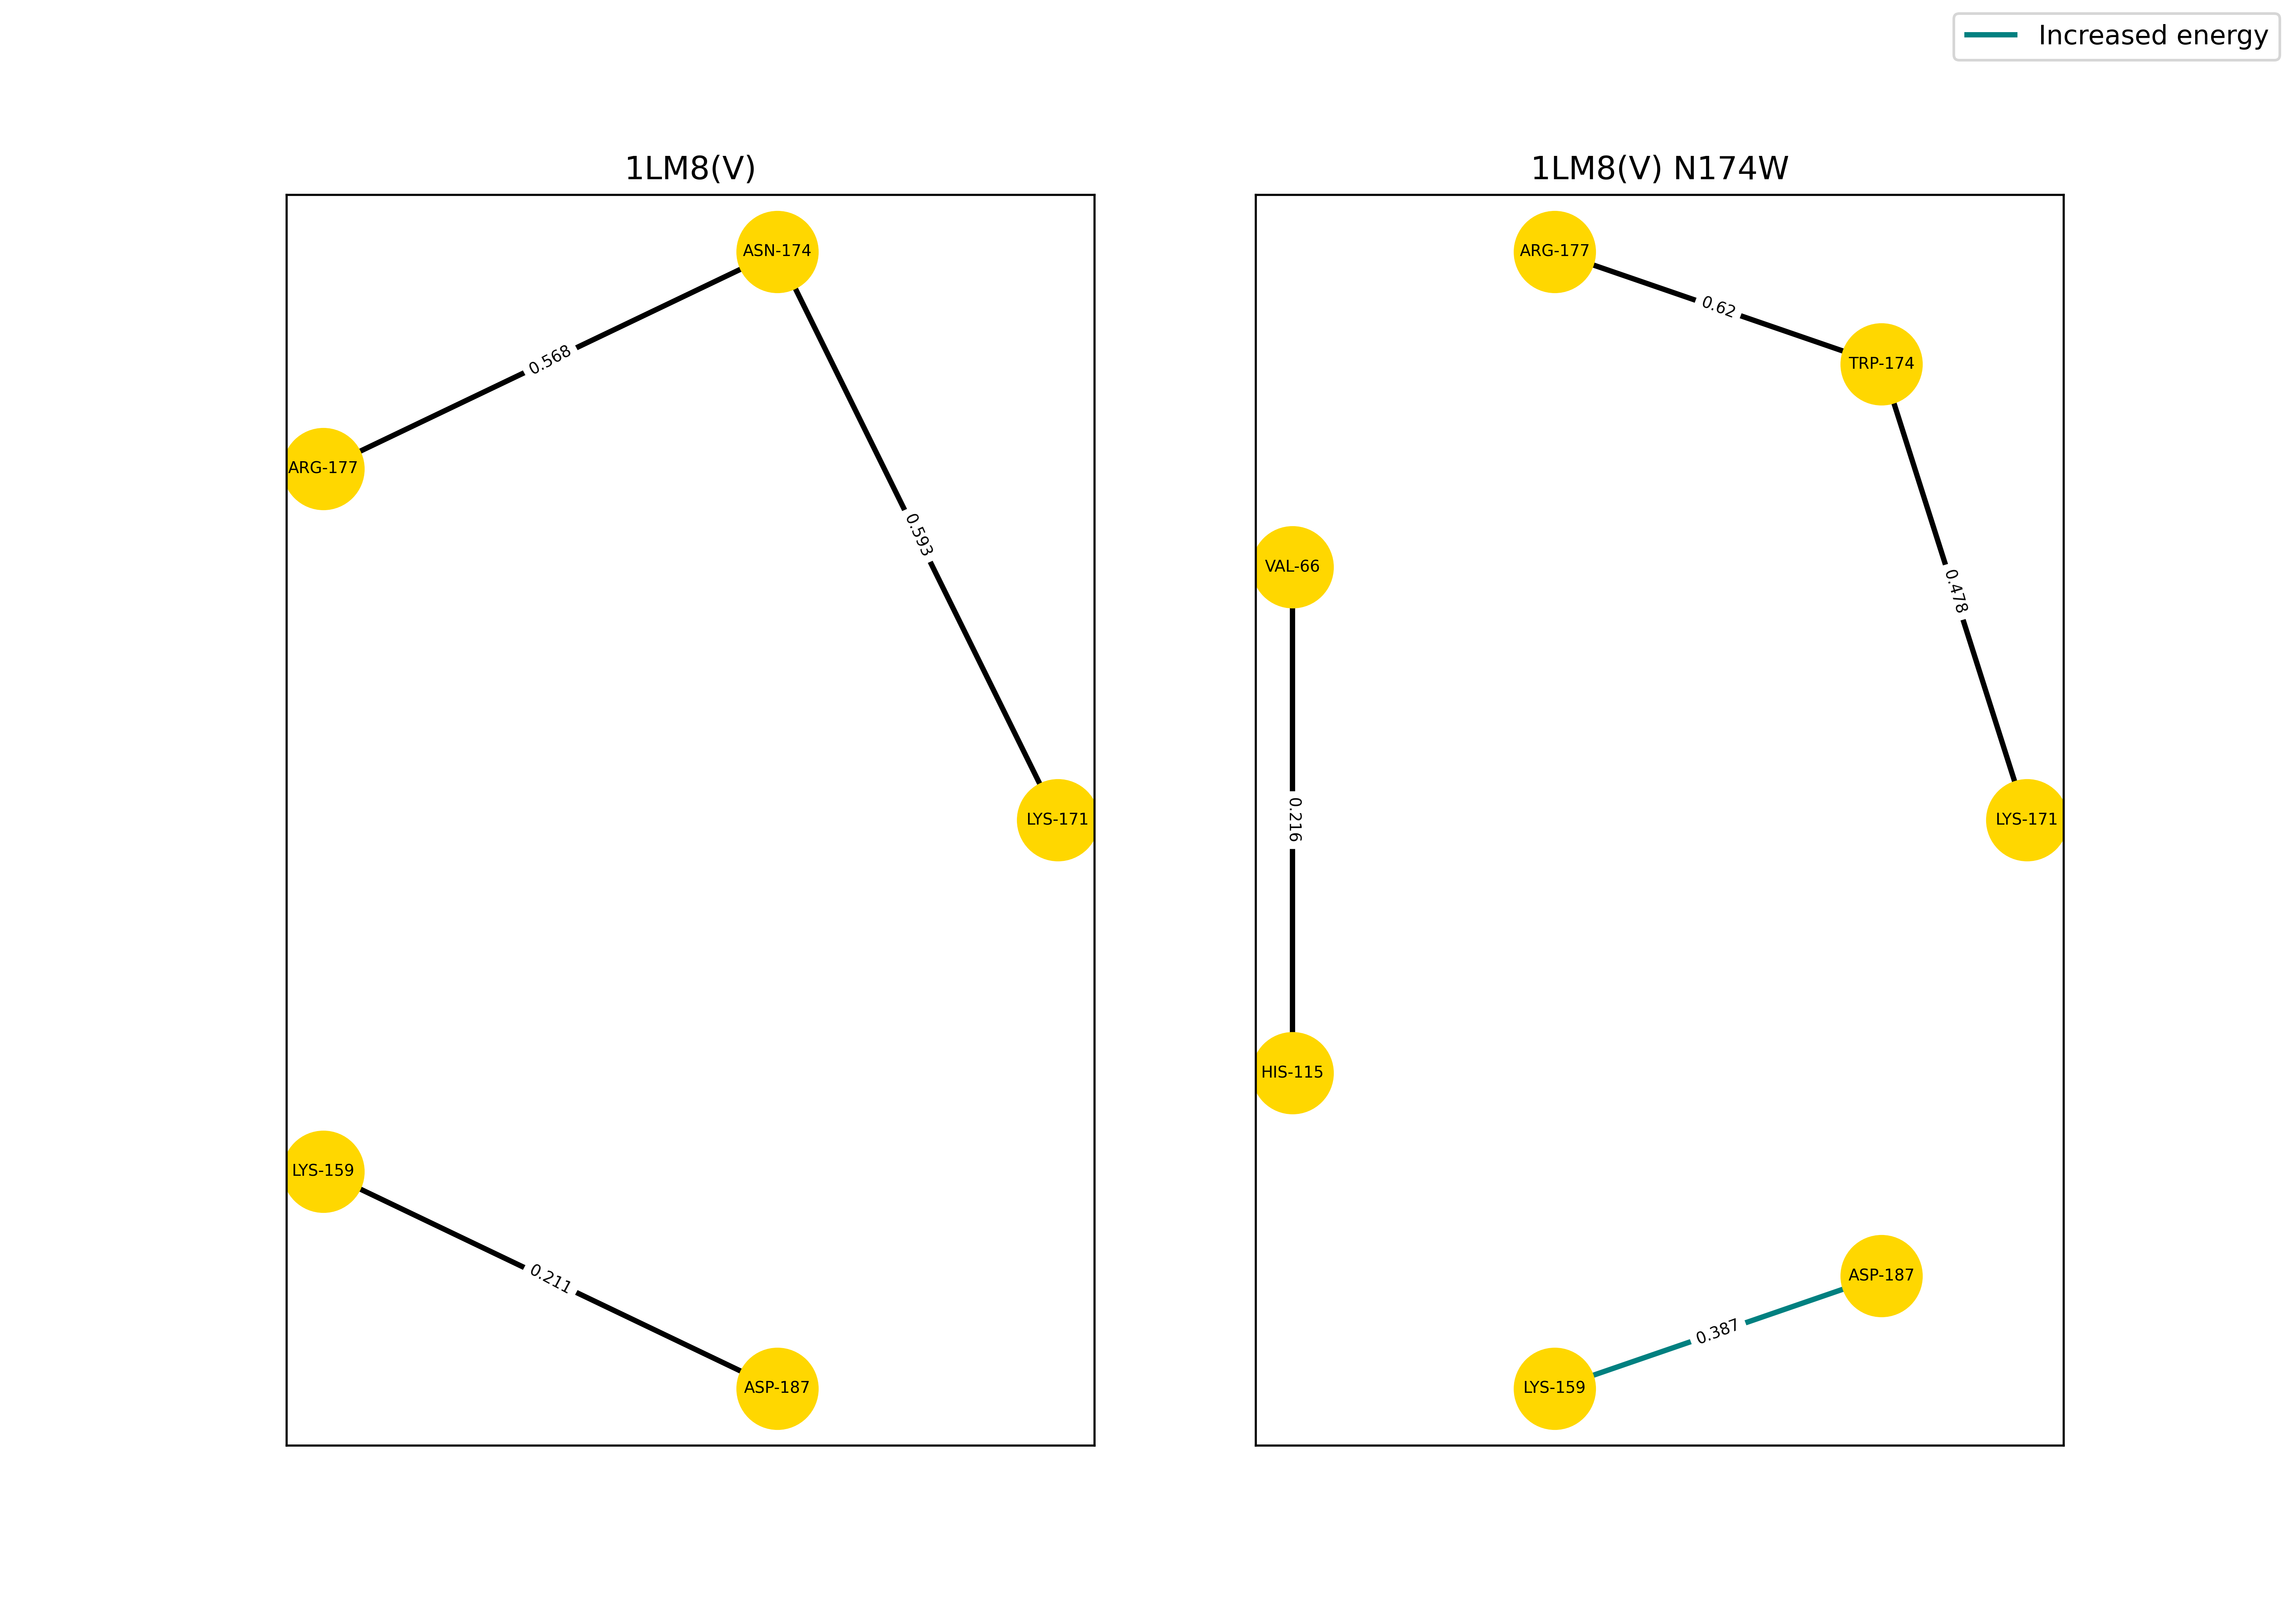 Increased energy
1LM8(V)
ASN-174
0.568
ARG-177
0.593
LYS-171
LYS-159
0.211
ASP-187
1LM8(V) N174W
ARG-177
0.62
TRP-174
VAL-66
0.478
0.216
LYS-171
HIS-115
ASP-187
0.387
LYS-159